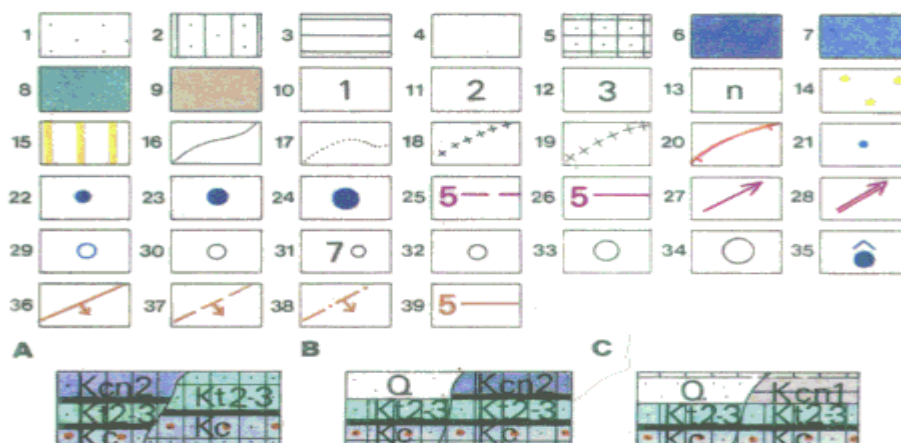 1 2 3 4 5 6 7
8 9 10 1 11 2 12 3 13 n 14
15 16 17 18 19 20 21
22 23 24 25 5 26 5 27 28
29 30 31 7 32 33 34 35
36 37 38 39 5
A B C
Kcn2 Kt2-3 Q Kcn2 Q Kcn1
Kt2-3 Kt2-3 Kt2-3 Kt2-3 Kt2-3
Kc Kc Kc Kc Kc Kc